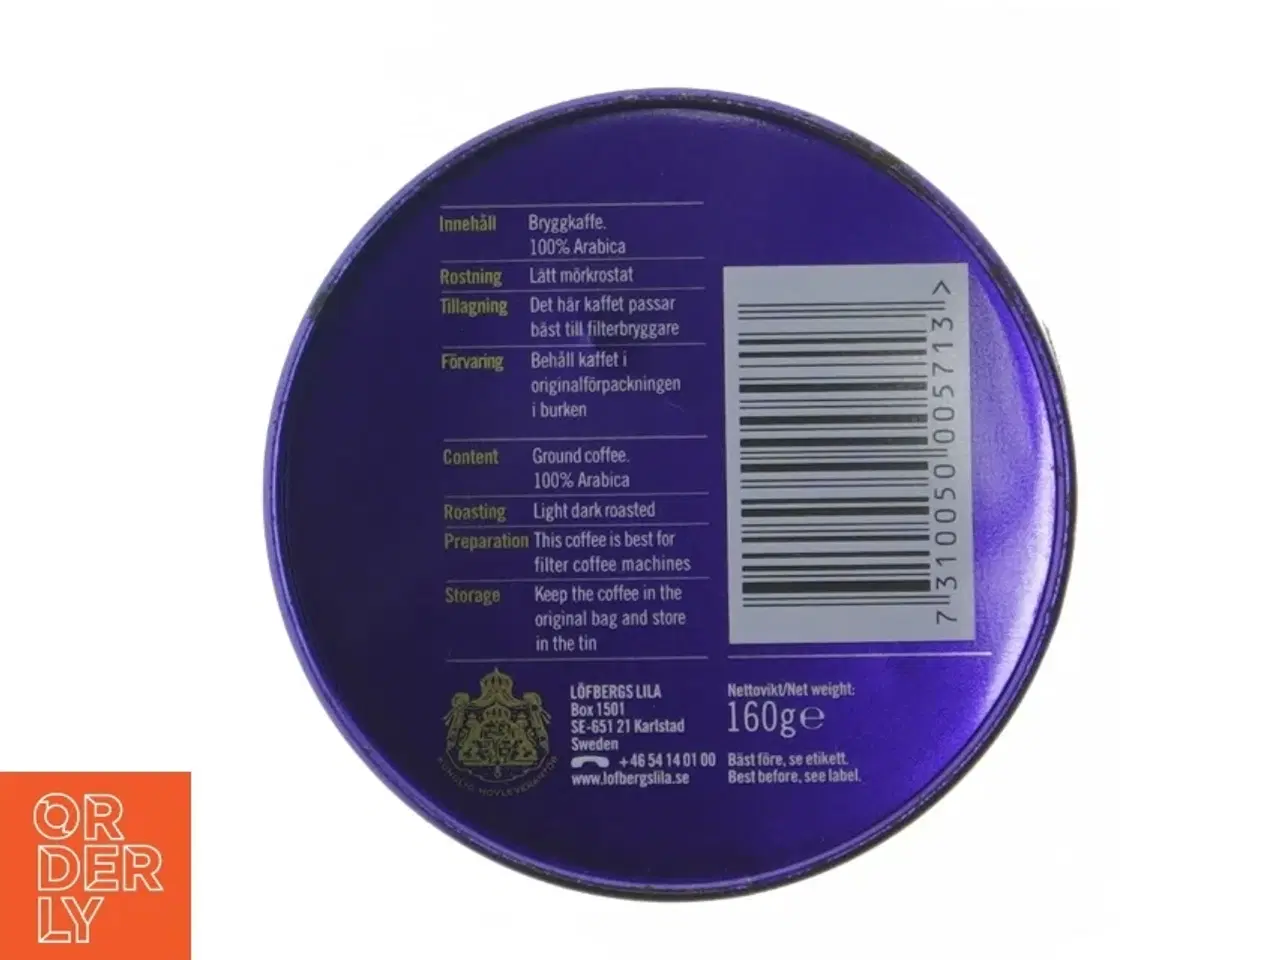 Innehåll Bryggkaffe.
100% Arabica
Rostning Lätt mörkrostat
Tillagning Det här kaffet passar
bäst till filterbryggare
Förvaring Behåll kaffet i
originalförpackningen
i burken
Content Ground coffee.
100% Arabica
Roasting Light dark roasted
Preparation This coffee is best for
filter coffee machines
Storage Keep the coffee in the
original bag and store
in the tin
7 310050 005713 >
KUNGLIG HOVLEVERANTÖR
LÖFBERGS LILA
Box 1501
SE-651 21 Karlstad
Sweden
+46 54 14 01 00
www.lofbergslila.se
Nettovikt/Net weight:
160g e
Bäst före, se etikett.
Best before, see label.
OR
DER
LY